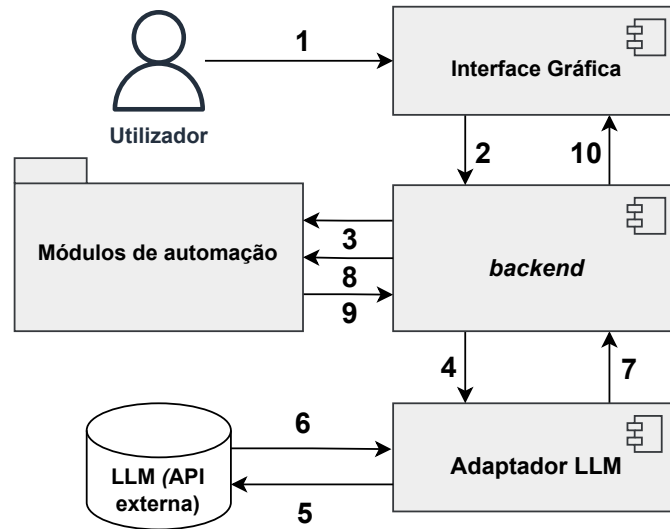 1
Interface Gráfica
Utilizador
2
10
Módulos de automação
3
backend
8
9
4
7
6
LLM (API
externa)
Adaptador LLM
5